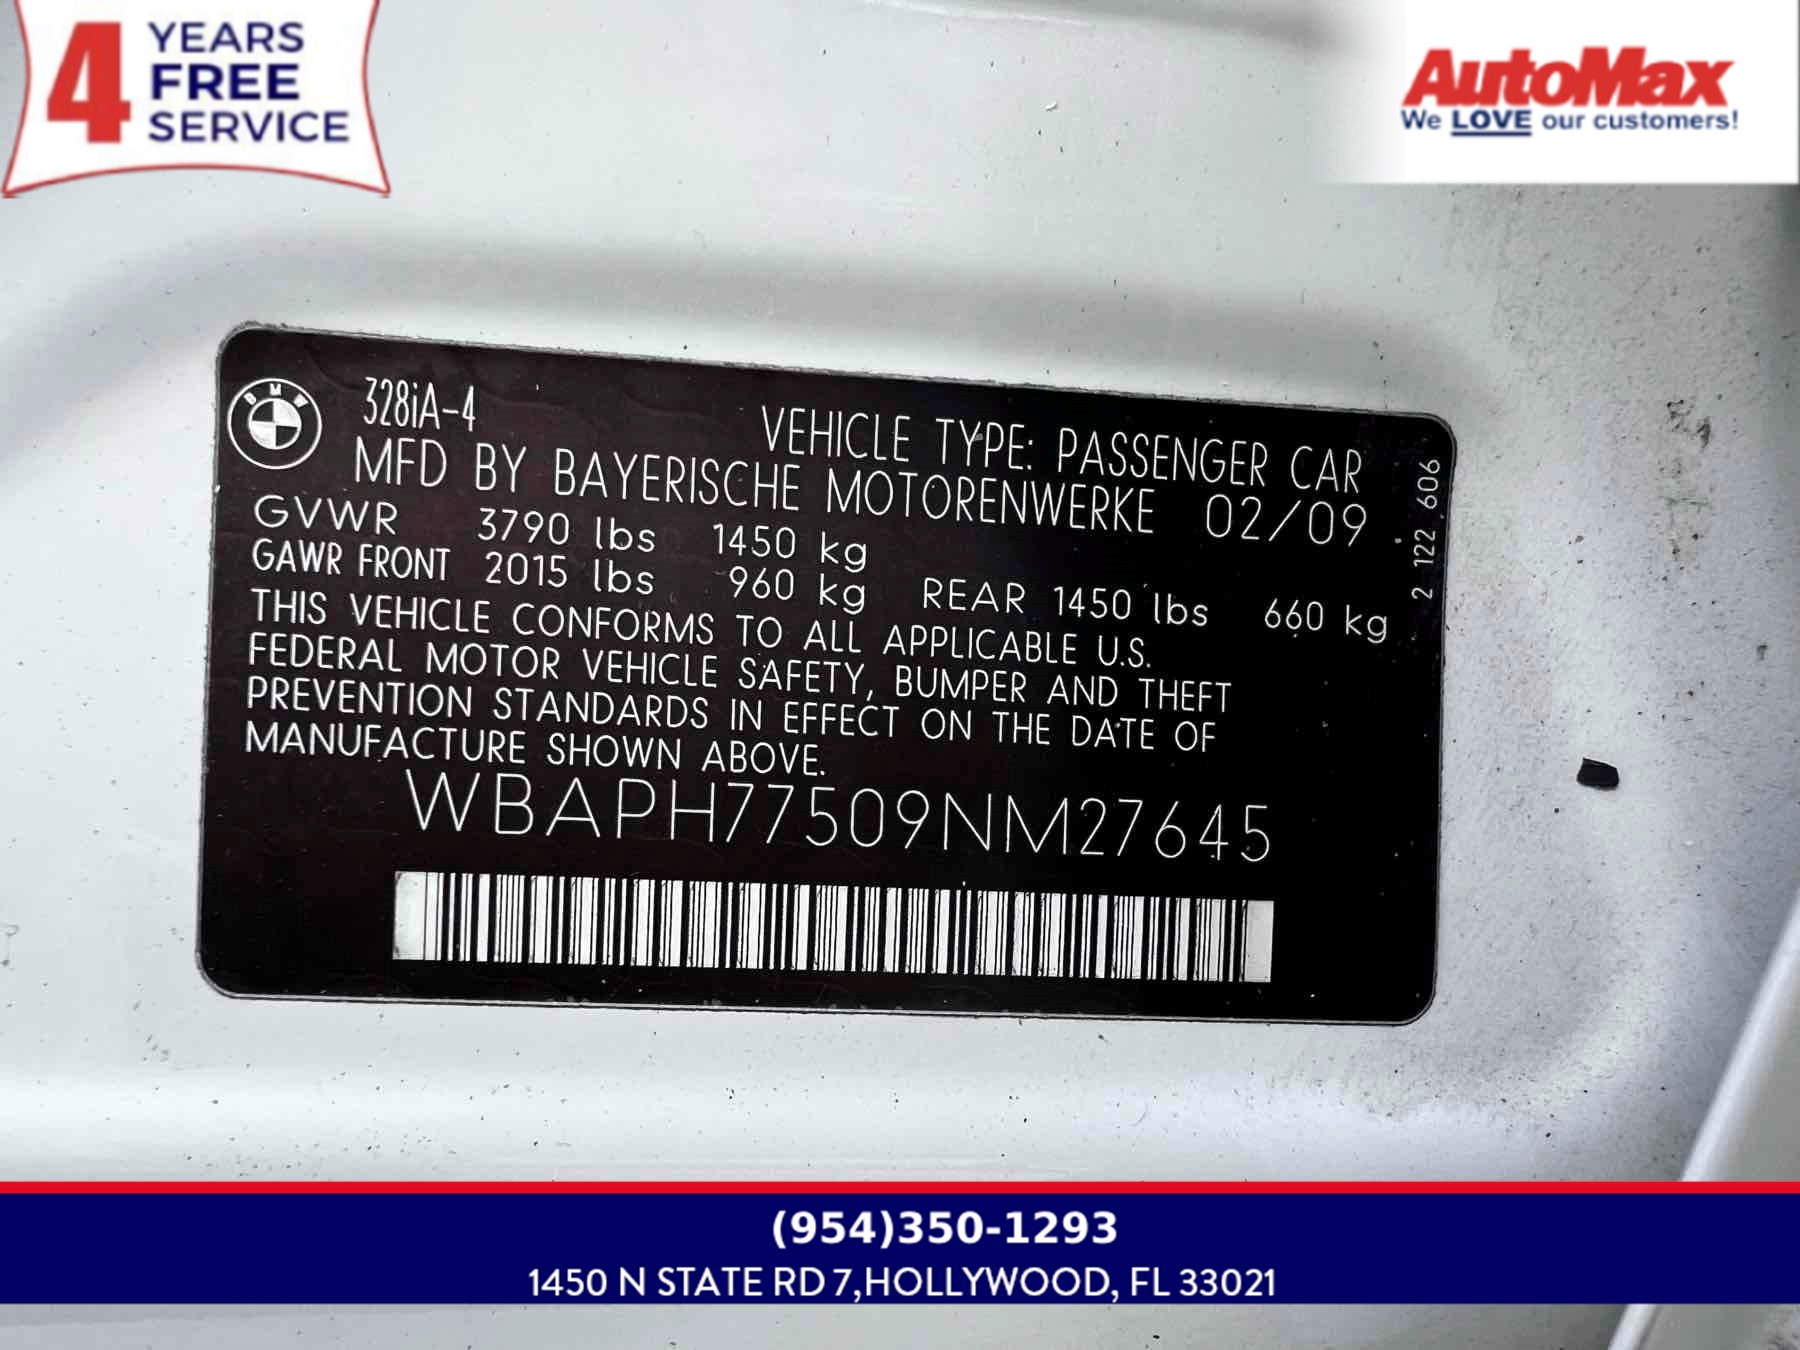 4 YEARS
FREE
SERVICE
AutoMax
We LOVE our customers!
BMW
328iA-4
VEHICLE TYPE: PASSENGER CAR
MFD BY BAYERISCHE MOTORENWERKE 02/09
GVWR 3790 lbs 1450 kg
GAWR FRONT 2015 lbs 960 kg REAR 1450 lbs 660 kg
THIS VEHICLE CONFORMS TO ALL APPLICABLE U.S.
FEDERAL MOTOR VEHICLE SAFETY, BUMPER AND THEFT
PREVENTION STANDARDS IN EFFECT ON THE DATE OF
MANUFACTURE SHOWN ABOVE.
WBAPH77509NM27645
2 122.606
(954)350-1293
1450 N STATE RD 7,HOLLYWOOD, FL 33021